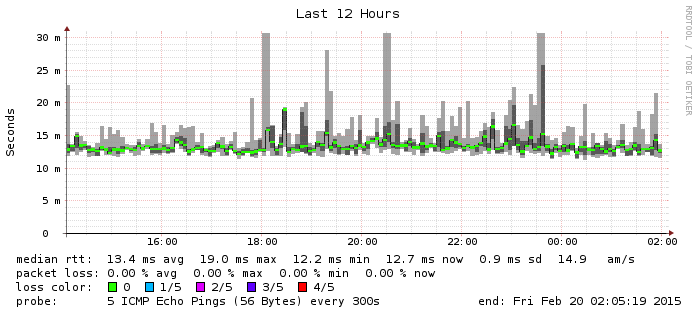 Last 12 Hours
RRDTOOL / TOBI OETIKER
Seconds
30 m
25 m
20 m
15 m
10 m
5 m
0
16:00 18:00 20:00 22:00 00:00 02:00
median rtt: 13.4 ms avg 19.0 ms max 12.2 ms min 12.7 ms now 0.9 ms sd 14.9 am/s
packet loss: 0.00 % avg 0.00 % max 0.00 % min 0.00 % now
loss color: 0 1/5 2/5 3/5 4/5
probe: 5 ICMP Echo Pings (56 Bytes) every 300s end: Fri Feb 20 02:05:19 2015